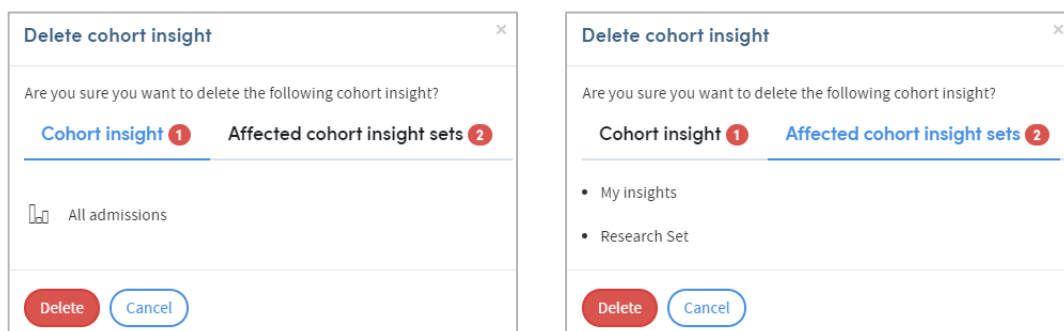 Delete cohort insight ×
Are you sure you want to delete the following cohort insight?
Cohort insight 1 Affected cohort insight sets 2
All admissions
Delete Cancel
Delete cohort insight ×
Are you sure you want to delete the following cohort insight?
Cohort insight 1 Affected cohort insight sets 2
• My insights
• Research Set
Delete Cancel